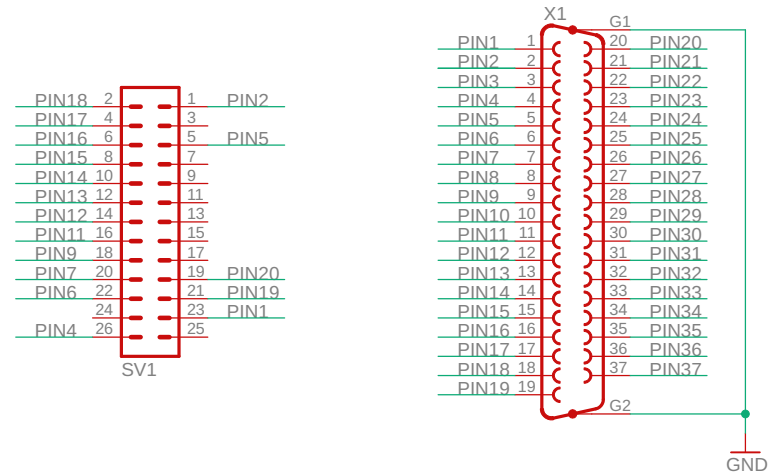 X1
G1
PIN1 1 20 PIN20
PIN2 2 21 PIN21
PIN3 3 22 PIN22
PIN4 4 23 PIN23
PIN5 5 24 PIN24
PIN6 6 25 PIN25
PIN7 7 26 PIN26
PIN8 8 27 PIN27
PIN9 9 28 PIN28
PIN10 10 29 PIN29
PIN11 11 30 PIN30
PIN12 12 31 PIN31
PIN13 13 32 PIN32
PIN14 14 33 PIN33
PIN15 15 34 PIN34
PIN16 16 35 PIN35
PIN17 17 36 PIN36
PIN18 18 37 PIN37
PIN19 19
G2
GND
PIN18 2 1 PIN2
PIN17 4 3
PIN16 6 5 PIN5
PIN15 8 7
PIN14 10 9
PIN13 12 11
PIN12 14 13
PIN11 16 15
PIN9 18 17
PIN7 20 19 PIN20
PIN6 22 21 PIN19
24 23 PIN1
PIN4 26 25
SV1